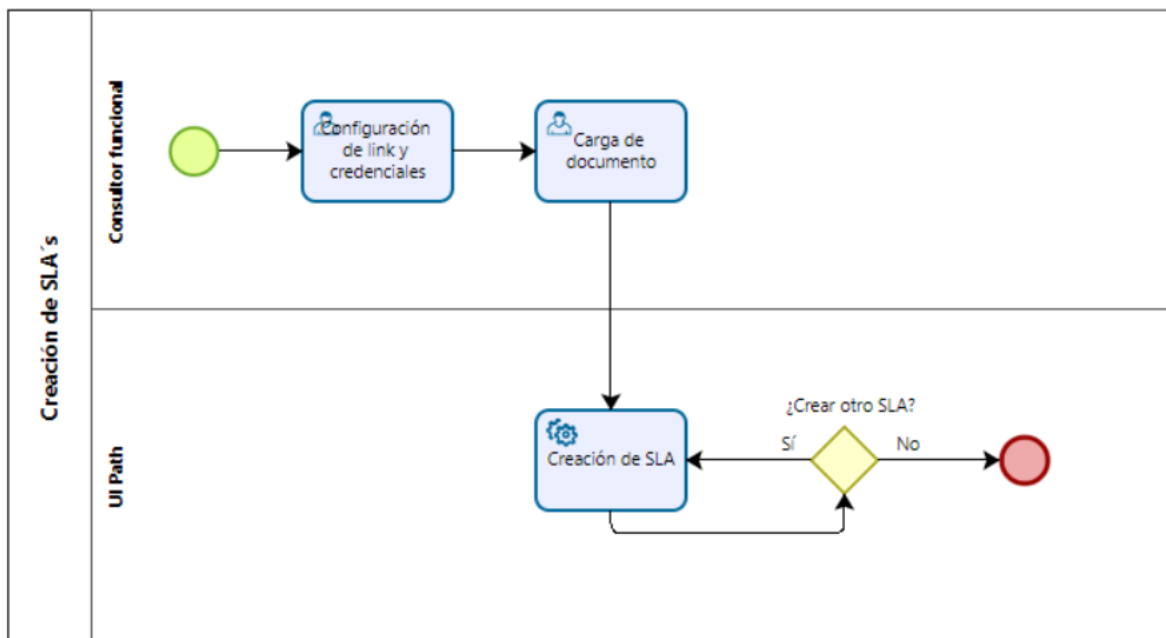 Creación de SLA´s
Consultor funcional
Configuración
de link y
credenciales
Carga de
documento
UI Path
Creación de SLA
¿Crear otro SLA?
Sí
No